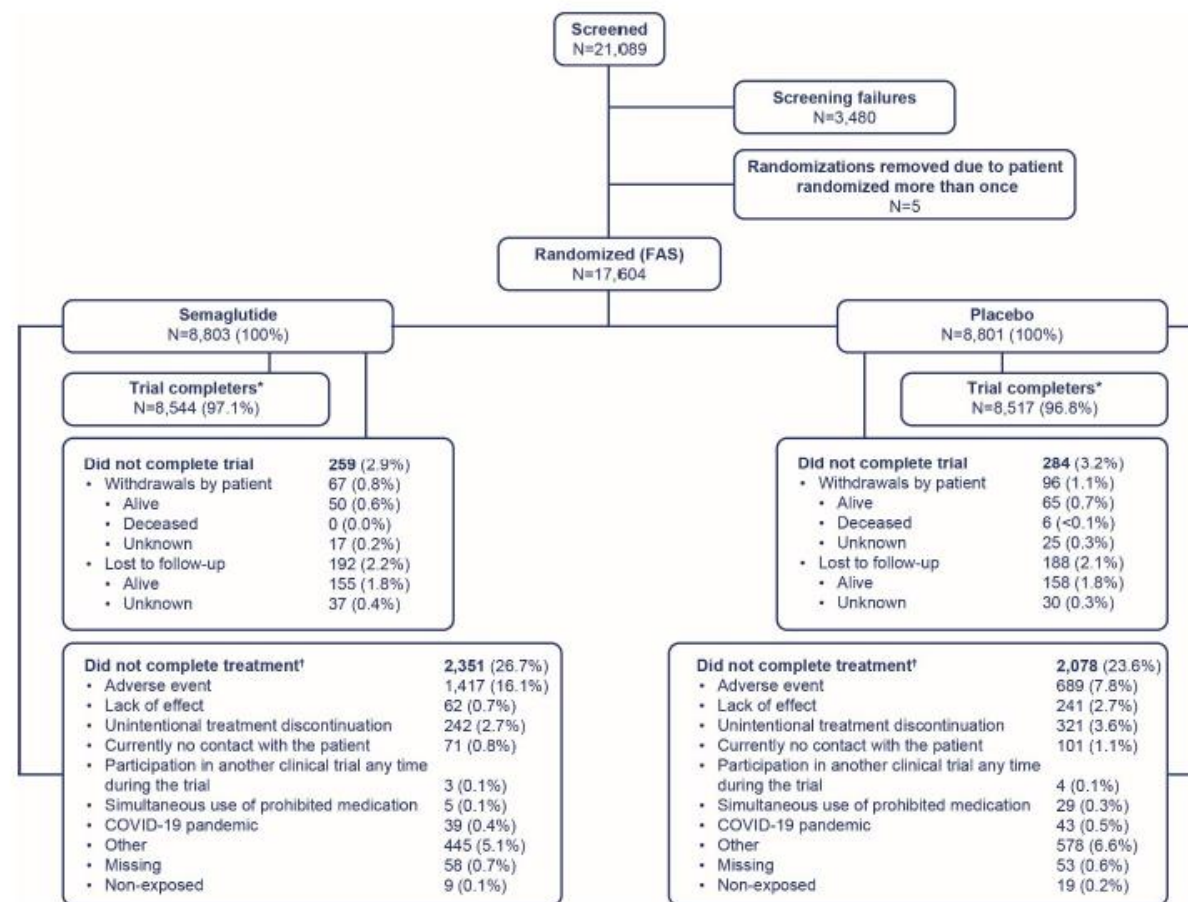 Screened
N=21,089
Screening failures
N=3,480
Randomizations removed due to patient
randomized more than once
N=5
Randomized (FAS)
N=17,604
Semaglutide
N=8,803 (100%)
Trial completers*
N=8,544 (97.1%)
Did not complete trial 259 (2.9%)
• Withdrawals by patient 67 (0.8%)
• Alive 50 (0.6%)
• Deceased 0 (0.0%)
• Unknown 17 (0.2%)
• Lost to follow-up 192 (2.2%)
• Alive 155 (1.8%)
• Unknown 37 (0.4%)
Did not complete treatment† 2,351 (26.7%)
• Adverse event 1,417 (16.1%)
• Lack of effect 62 (0.7%)
• Unintentional treatment discontinuation 242 (2.7%)
• Currently no contact with the patient 71 (0.8%)
• Participation in another clinical trial any time
during the trial 3 (0.1%)
• Simultaneous use of prohibited medication 5 (0.1%)
• COVID-19 pandemic 39 (0.4%)
• Other 445 (5.1%)
• Missing 58 (0.7%)
• Non-exposed 9 (0.1%)
Placebo
N=8,801 (100%)
Trial completers*
N=8,517 (96.8%)
Did not complete trial 284 (3.2%)
• Withdrawals by patient 96 (1.1%)
• Alive 65 (0.7%)
• Deceased 6 (<0.1%)
• Unknown 25 (0.3%)
• Lost to follow-up 188 (2.1%)
• Alive 158 (1.8%)
• Unknown 30 (0.3%)
Did not complete treatment† 2,078 (23.6%)
• Adverse event 689 (7.8%)
• Lack of effect 241 (2.7%)
• Unintentional treatment discontinuation 321 (3.6%)
• Currently no contact with the patient 101 (1.1%)
• Participation in another clinical trial any time
during the trial 4 (0.1%)
• Simultaneous use of prohibited medication 29 (0.3%)
• COVID-19 pandemic 43 (0.5%)
• Other 578 (6.6%)
• Missing 53 (0.6%)
• Non-exposed 19 (0.2%)